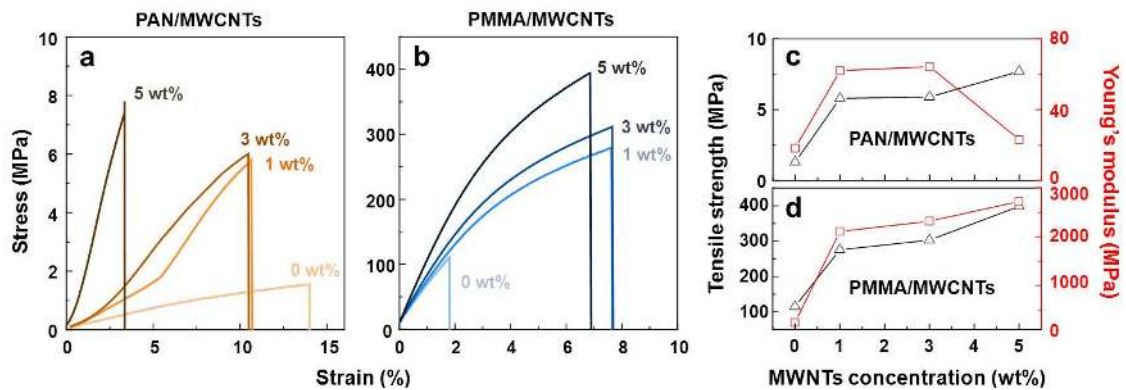 PAN/MWCNTs
PMMA/MWCNTs
a
5 wt%
3 wt%
1 wt%
0 wt%
Stress (MPa)
10
8
6
4
2
0
0
5
10
15
b
5 wt%
3 wt%
1 wt%
0 wt%
400
300
200
100
0
0
2
4
6
8
10
Strain (%)
c
PAN/MWCNTs
10
5
0
80
60
40
20
0
d
PMMA/MWCNTs
400
300
200
100
3000
2000
1000
0
0
1
2
3
4
5
Tensile strength (MPa)
Young's modulus (MPa)
MWNTs concentration (wt%)